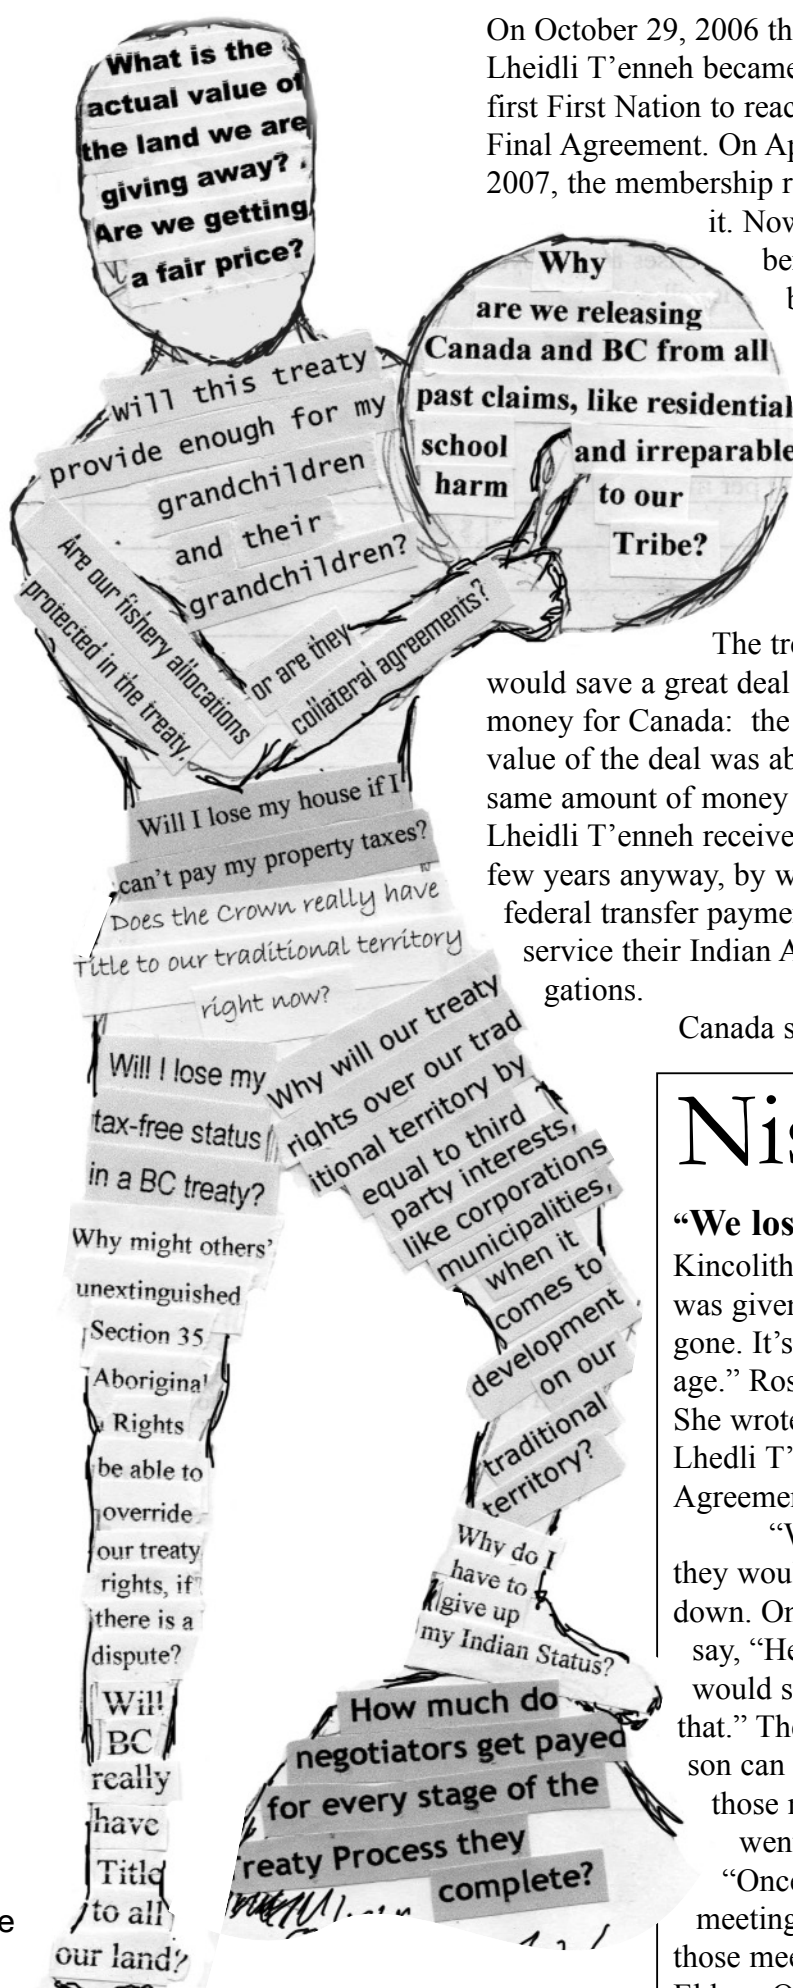 What is the
actual value of
the land we are
giving away?
Are we getting
a fair price?
Why
are we releasing
Canada and BC from all
past claims, like residential
school and irreparable
harm to our
Tribe?
Will this treaty
provide enough for my
grandchildren
and their
grandchildren?
Are our fishery allocations
protected in the treaty,
or are they
collateral agreements?
Will I lose my house if I
can't pay my property taxes?
Does the Crown really have
Title to our traditional territory
right now?
Will I lose my
tax-free status
in a BC treaty?
Why might others'
unextinguished
Section 35
Aboriginal
Rights
be able to
override
our treaty
rights, if
there is a
dispute?
Will
BC
really
have
Title
to all
our land?
Why will our treaty
rights over our trad
itional territory by
equal to third
party interests,
like corporations
municipalities,
when it
comes to
development
on our
traditional
territory?
Why do I
have to
give up
my Indian Status?
How much do
negotiators get payed
for every stage of the
Treaty Process they
complete?
e
On October 29, 2006 th
Lheidli T'enneh became
first First Nation to reac
Final Agreement. On Ap
2007, the membership r
it. Now
be
The tre
would save a great deal
money for Canada: the
value of the deal was ab
same amount of money
Lheidli T'enneh receive
few years anyway, by w
federal transfer payme
service their Indian A
gations.
Canada s
Nis
“We los
Kincolith
was given
gone. It's
age.” Ros
She wrote
Lhedli T'
Agreemen
“V
they woul
down. On
say, “He
would s
that.” The
son can
those
wen
“Once
meeting
those mee